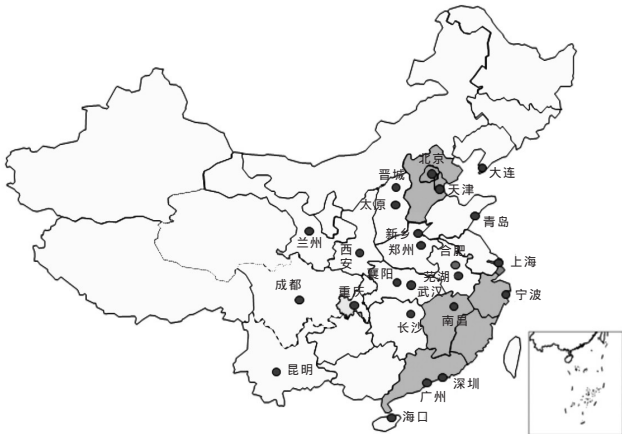 北京
晋城
大连
天津
太原
青岛
兰州
西安
新乡
郑州
合肥
上海
襄阳
芜湖
成都
重庆
武汉
宁波
长沙
南昌
昆明
深圳
广州
海口